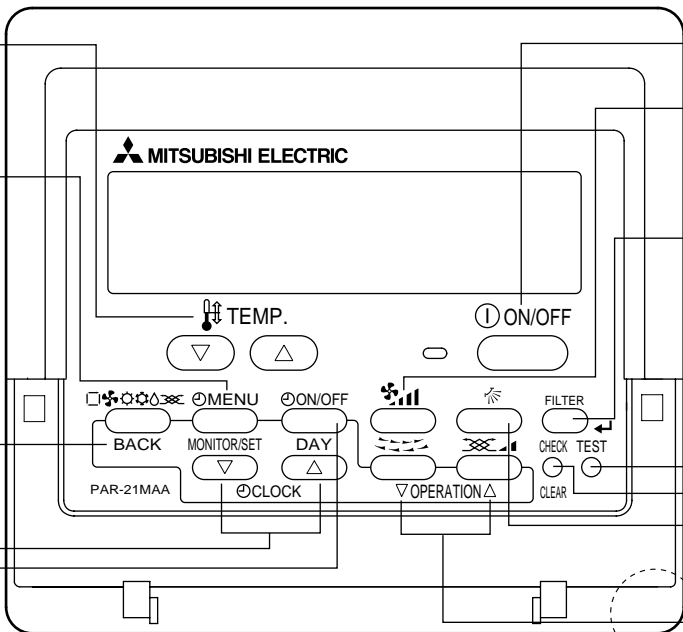 MITSUBISHI ELECTRIC
TEMP.
ON/OFF
MENU
ON/OFF
FILTER
BACK
MONITOR/SET
DAY
CHECK
TEST
PAR-21MAA
CLOCK
OPERATION
CLEAR